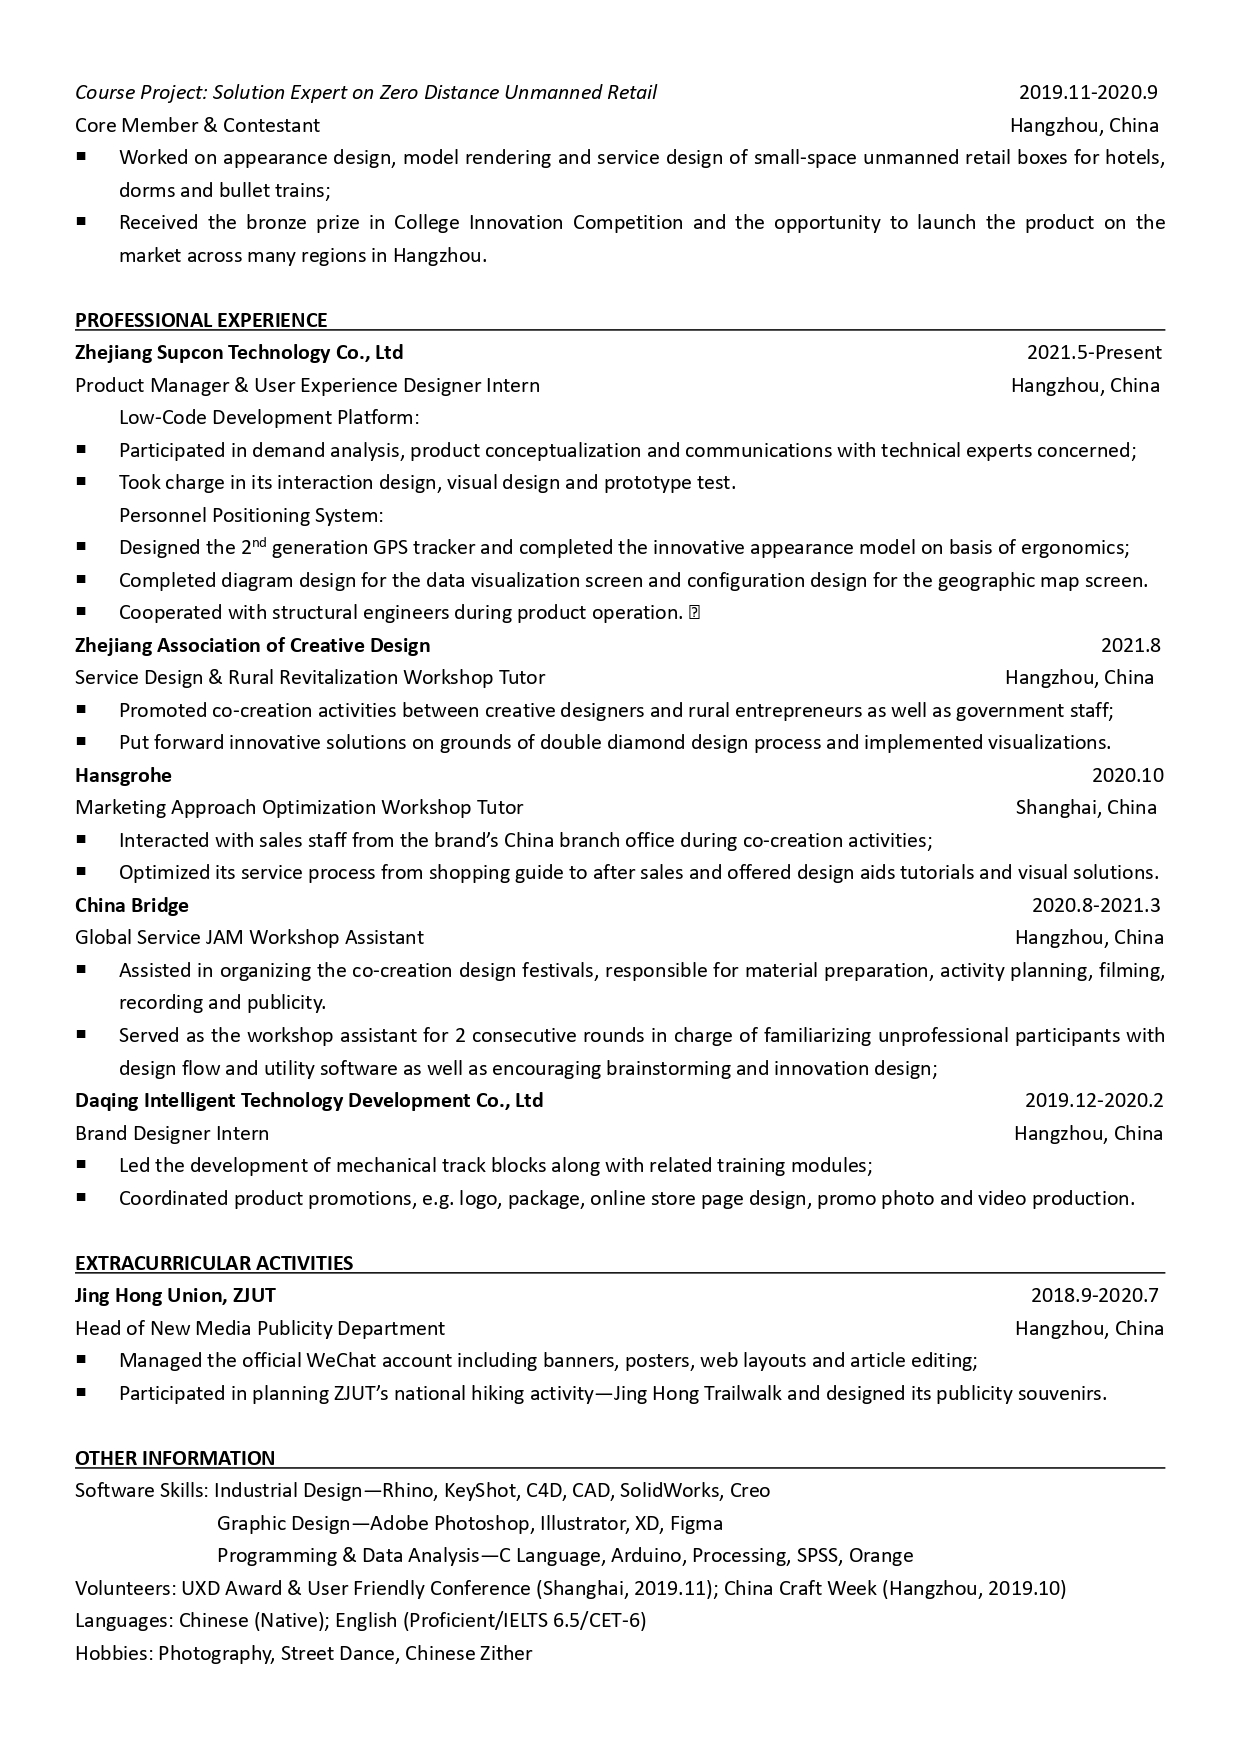 Course Project: Solution Expert on Zero Distance Unmanned Retail 2019.11-2020.9
Core Member & Contestant Hangzhou, China
■ Worked on appearance design, model rendering and service design of small-space unmanned retail boxes for hotels,
dorms and bullet trains;
■ Received the bronze prize in College Innovation Competition and the opportunity to launch the product on the
market across many regions in Hangzhou.
PROFESSIONAL EXPERIENCE
Zhejiang Supcon Technology Co., Ltd 2021.5-Present
Product Manager & User Experience Designer Intern Hangzhou, China
Low-Code Development Platform:
■ Participated in demand analysis, product conceptualization and communications with technical experts concerned;
■ Took charge in its interaction design, visual design and prototype test.
Personnel Positioning System:
■ Designed the 2nd generation GPS tracker and completed the innovative appearance model on basis of ergonomics;
■ Completed diagram design for the data visualization screen and configuration design for the geographic map screen.
■ Cooperated with structural engineers during product operation. 
Zhejiang Association of Creative Design 2021.8
Service Design & Rural Revitalization Workshop Tutor Hangzhou, China
■ Promoted co-creation activities between creative designers and rural entrepreneurs as well as government staff;
■ Put forward innovative solutions on grounds of double diamond design process and implemented visualizations.
Hansgrohe 2020.10
Marketing Approach Optimization Workshop Tutor Shanghai, China
■ Interacted with sales staff from the brand’s China branch office during co-creation activities;
■ Optimized its service process from shopping guide to after sales and offered design aids tutorials and visual solutions.
China Bridge 2020.8-2021.3
Global Service JAM Workshop Assistant Hangzhou, China
■ Assisted in organizing the co-creation design festivals, responsible for material preparation, activity planning, filming,
recording and publicity.
■ Served as the workshop assistant for 2 consecutive rounds in charge of familiarizing unprofessional participants with
design flow and utility software as well as encouraging brainstorming and innovation design;
Daqing Intelligent Technology Development Co., Ltd 2019.12-2020.2
Brand Designer Intern Hangzhou, China
■ Led the development of mechanical track blocks along with related training modules;
■ Coordinated product promotions, e.g. logo, package, online store page design, promo photo and video production.
EXTRACURRICULAR ACTIVITIES
Jing Hong Union, ZJUT 2018.9-2020.7
Head of New Media Publicity Department Hangzhou, China
■ Managed the official WeChat account including banners, posters, web layouts and article editing;
■ Participated in planning ZJUT’s national hiking activity—Jing Hong Trailwalk and designed its publicity souvenirs.
OTHER INFORMATION
Software Skills: Industrial Design—Rhino, KeyShot, C4D, CAD, SolidWorks, Creo
Graphic Design—Adobe Photoshop, Illustrator, XD, Figma
Programming & Data Analysis—C Language, Arduino, Processing, SPSS, Orange
Volunteers: UXD Award & User Friendly Conference (Shanghai, 2019.11); China Craft Week (Hangzhou, 2019.10)
Languages: Chinese (Native); English (Proficient/IELTS 6.5/CET-6)
Hobbies: Photography, Street Dance, Chinese Zither